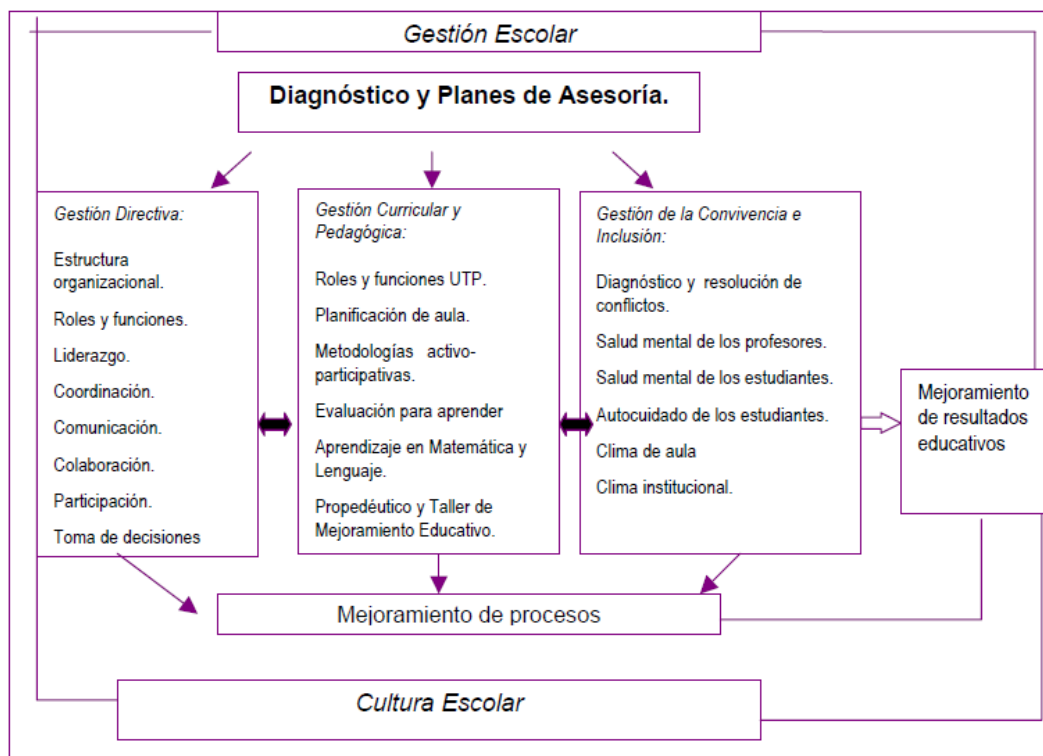 Gestión Escolar
Diagnóstico y Planes de Asesoría.
Gestión Directiva:
Estructura
organizacional.
Roles y funciones.
Liderazgo.
Coordinación.
Comunicación.
Colaboración.
Participación.
Toma de decisiones
Gestión Curricular y
Pedagógica:
Roles y funciones UTP.
Planificación de aula.
Metodologías activo-
participativas.
Evaluación para aprender
Aprendizaje en Matemática y
Lenguaje.
Propedéutico y Taller de
Mejoramiento Educativo.
Gestión de la Convivencia e
Inclusión:
Diagnóstico y resolución de
conflictos.
Salud mental de los profesores.
Salud mental de los estudiantes.
Autocuidado de los estudiantes.
Clima de aula
Clima institucional.
Mejoramiento
de resultados
educativos
Mejoramiento de procesos
Cultura Escolar